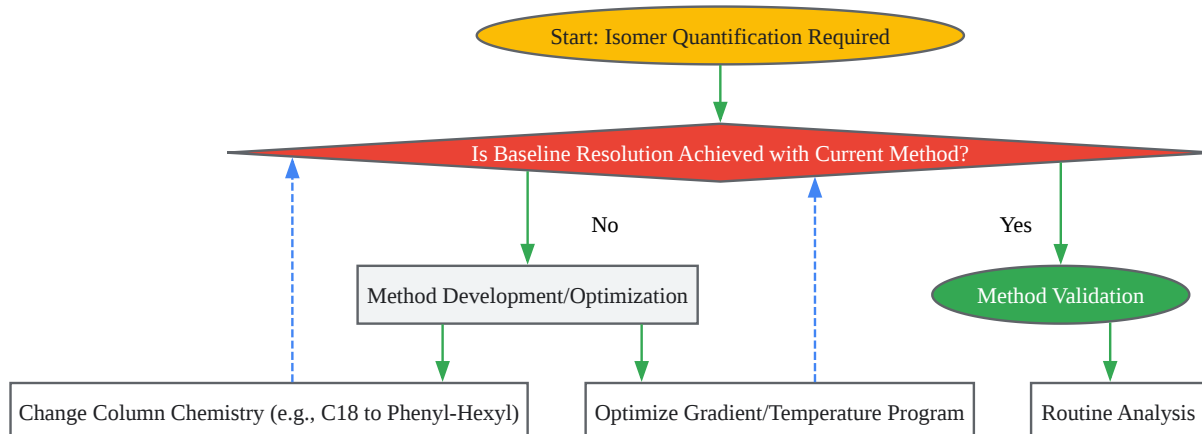 Start: Isomer Quantification Required
Is Baseline Resolution Achieved with Current Method?
No
Yes
Method Development/Optimization
Method Validation
Change Column Chemistry (e.g., C18 to Phenyl-Hexyl)
Optimize Gradient/Temperature Program
Routine Analysis